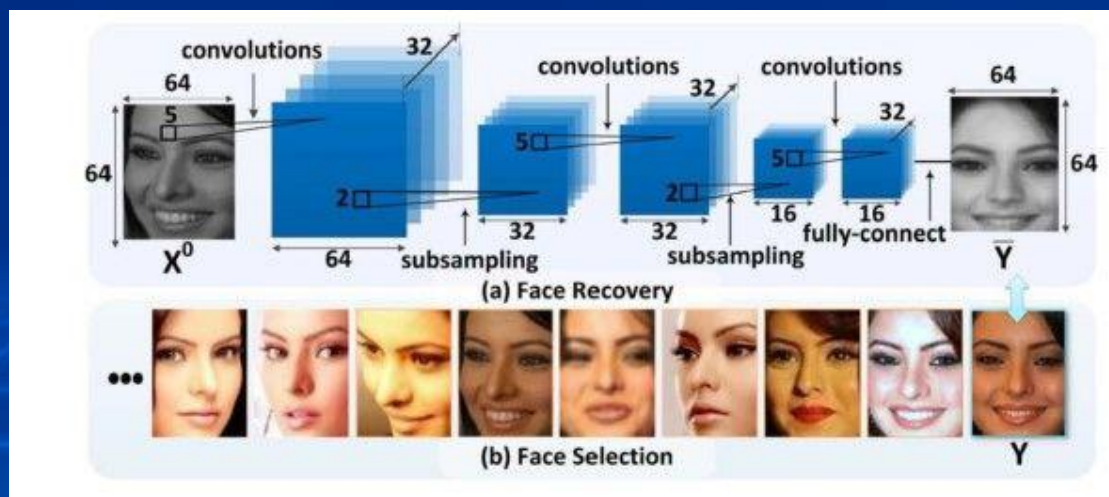 convolutions
32
64
5
64
X⁰
2
64
subsampling
5
32
convolutions
32
2
32
subsampling
convolutions
32
5
16
16
fully-connect
64
64
Y̅
(a) Face Recovery
•••
(b) Face Selection
Y